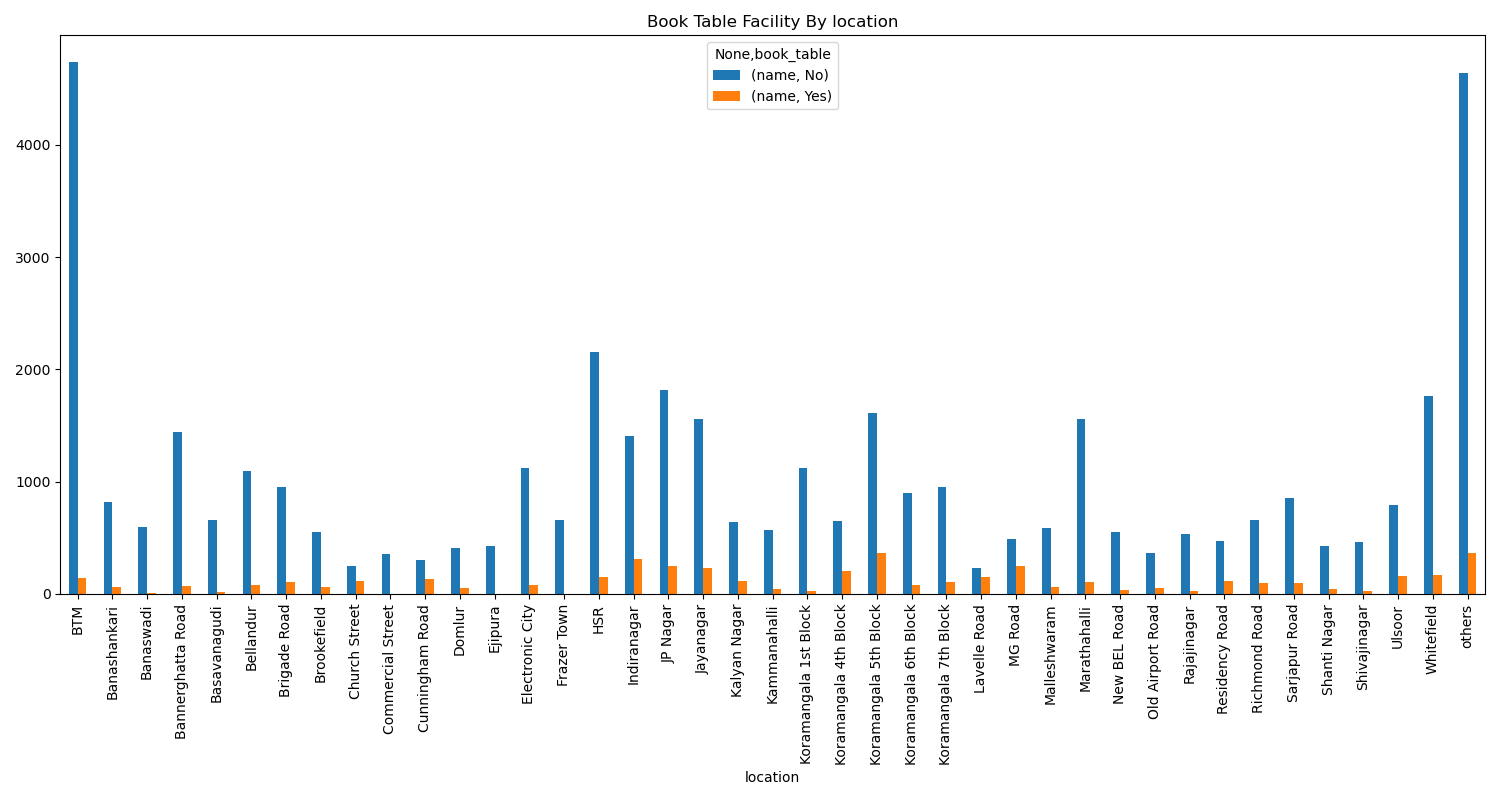 Book Table Facility By location
None,book_table
(name, No)
(name, Yes)
4000
3000
2000
1000
0
BTM
Banashankari
Banaswadi
Bannerghatta Road
Basavanagudi
Bellandur
Brigade Road
Brookefield
Church Street
Commercial Street
Cunningham Road
Domlur
Ejipura
Electronic City
Frazer Town
HSR
Indiranagar
JP Nagar
Jayanagar
Kalyan Nagar
Kammanahalli
Koramangala 1st Block
Koramangala 4th Block
Koramangala 5th Block
Koramangala 6th Block
Koramangala 7th Block
Lavelle Road
MG Road
Malleshwaram
Marathahalli
New BEL Road
Old Airport Road
Rajajinagar
Residency Road
Richmond Road
Sarjapur Road
Shanti Nagar
Shivajinagar
Ulsoor
Whitefield
others
location